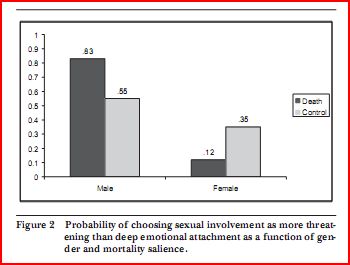 1
0.9
0.8
0.7
0.6
0.5
0.4
0.3
0.2
0.1
0
.83
.55
.12
.35
Male
Female
Death
Control
Figure 2 Probability of choosing sexual involvement as more threat-
ening than deep emotional attachment as a function of gen-
der and mortality salience.